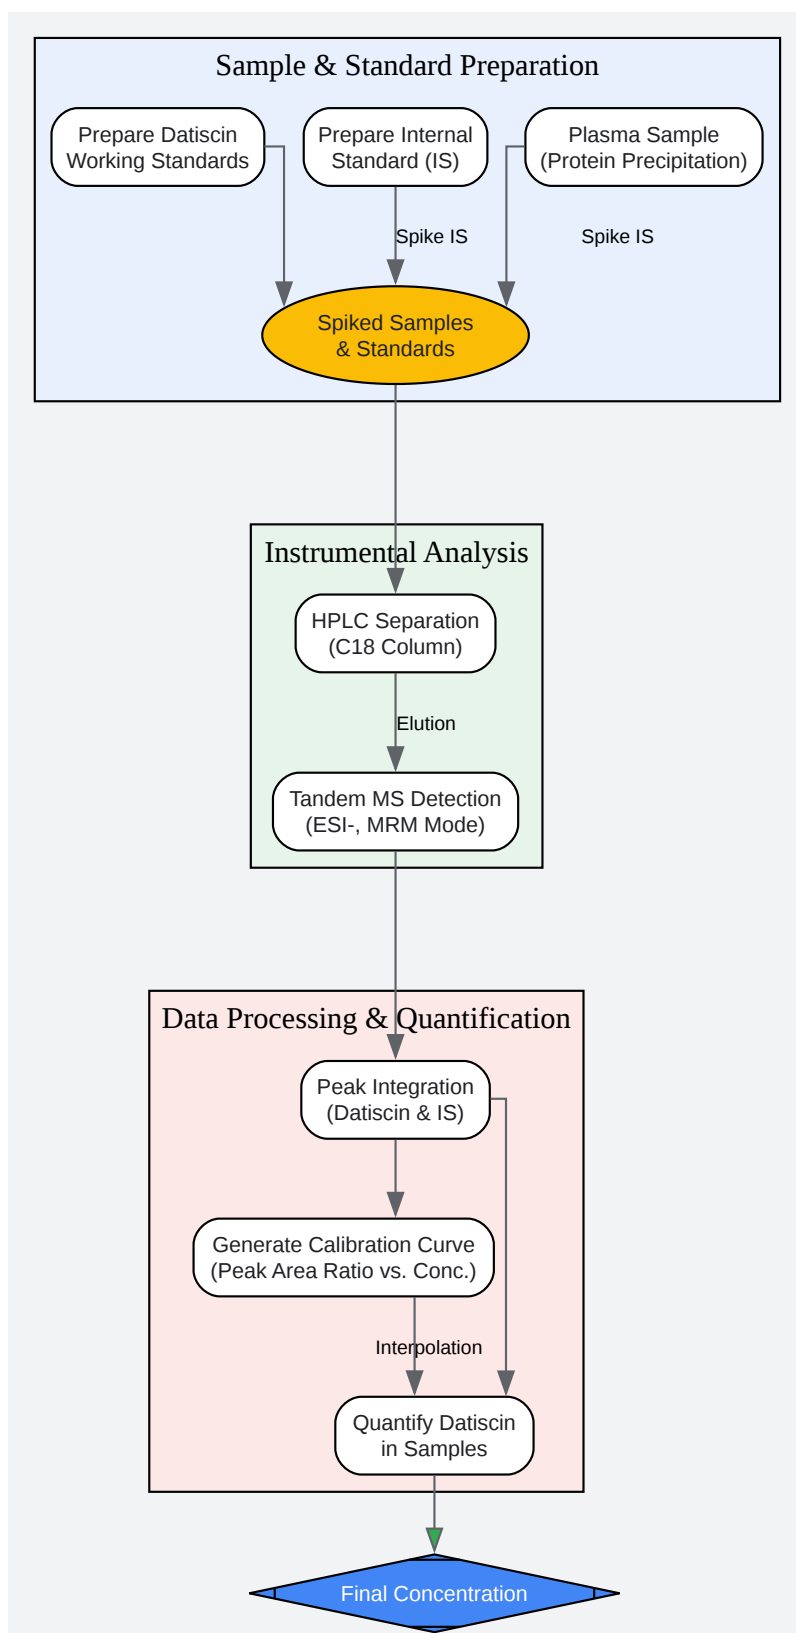 Sample & Standard Preparation
Prepare Datiscin
Working Standards
Prepare Internal
Standard (IS)
Plasma Sample
(Protein Precipitation)
Spike IS
Spike IS
Spiked Samples
& Standards
Instrumental Analysis
HPLC Separation
(C18 Column)
Elution
Tandem MS Detection
(ESI-, MRM Mode)
Data Processing & Quantification
Peak Integration
(Datiscin & IS)
Generate Calibration Curve
(Peak Area Ratio vs. Conc.)
Interpolation
Quantify Datiscin
in Samples
Final Concentration